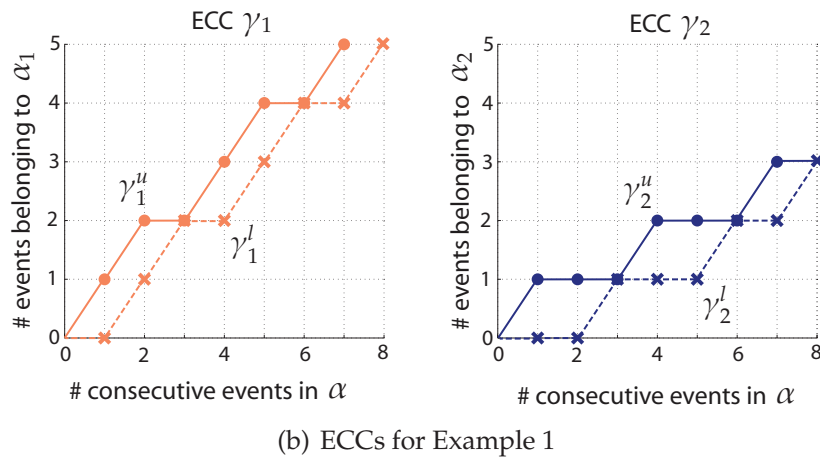 ECC γ₁
# events belonging to α₁
5
4
3
2
1
0
γ₁ᵘ
γ₁ˡ
0 2 4 6 8
# consecutive events in α
ECC γ₂
# events belonging to α₂
5
4
3
2
1
0
γ₂ᵘ
γ₂ˡ
0 2 4 6 8
# consecutive events in α
(b) ECCs for Example 1